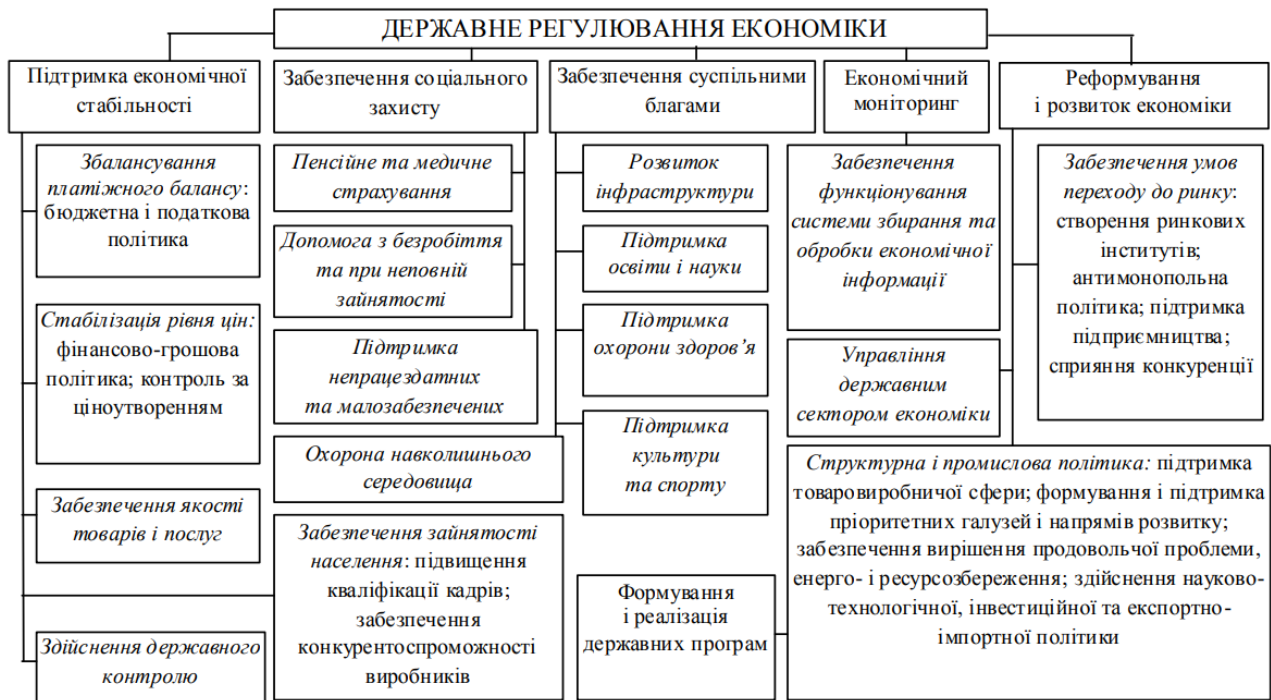 ДЕРЖАВНЕ РЕГУЛЮВАННЯ ЕКОНОМІКИ
Підтримка економічної
стабільності
Збалансування
платіжного балансу:
бюджетна і податкова
політика
Стабілізація рівня цін:
фінансово-грошова
політика; контроль за
ціноутворенням
Забезпечення якості
товарів і послуг
Здійснення державного
контролю
Забезпечення соціального
захисту
Пенсійне та медичне
страхування
Допомога з безробіття
та при неповній
зайнятості
Підтримка
непрацездатних
та малозабезпечених
Охорона навколишнього
середовища
Забезпечення зайнятості
населення: підвищення
кваліфікації кадрів;
забезпечення
конкурентоспроможності
виробників
Забезпечення суспільними
благами
Розвиток
інфраструктури
Підтримка
освіти і науки
Підтримка
охорони здоров’я
Підтримка
культури
та спорту
Формування
і реалізація
державних програм
Економічний
моніторинг
Забезпечення
функціонування
системи збирання та
обробки економічної
інформації
Управління
державним
сектором економіки
Реформування
і розвиток економіки
Забезпечення умов
переходу до ринку:
створення ринкових
інститутів;
антимонопольна
політика; підтримка
підприємництва;
сприяння конкуренції
Структурна і промислова політика: підтримка
товаровиробничої сфери; формування і підтримка
пріоритетних галузей і напрямів розвитку;
забезпечення вирішення продовольчої проблеми,
енерго- і ресурсозбереження; здійснення науково-
технологічної, інвестиційної та експортно-
імпортної політики